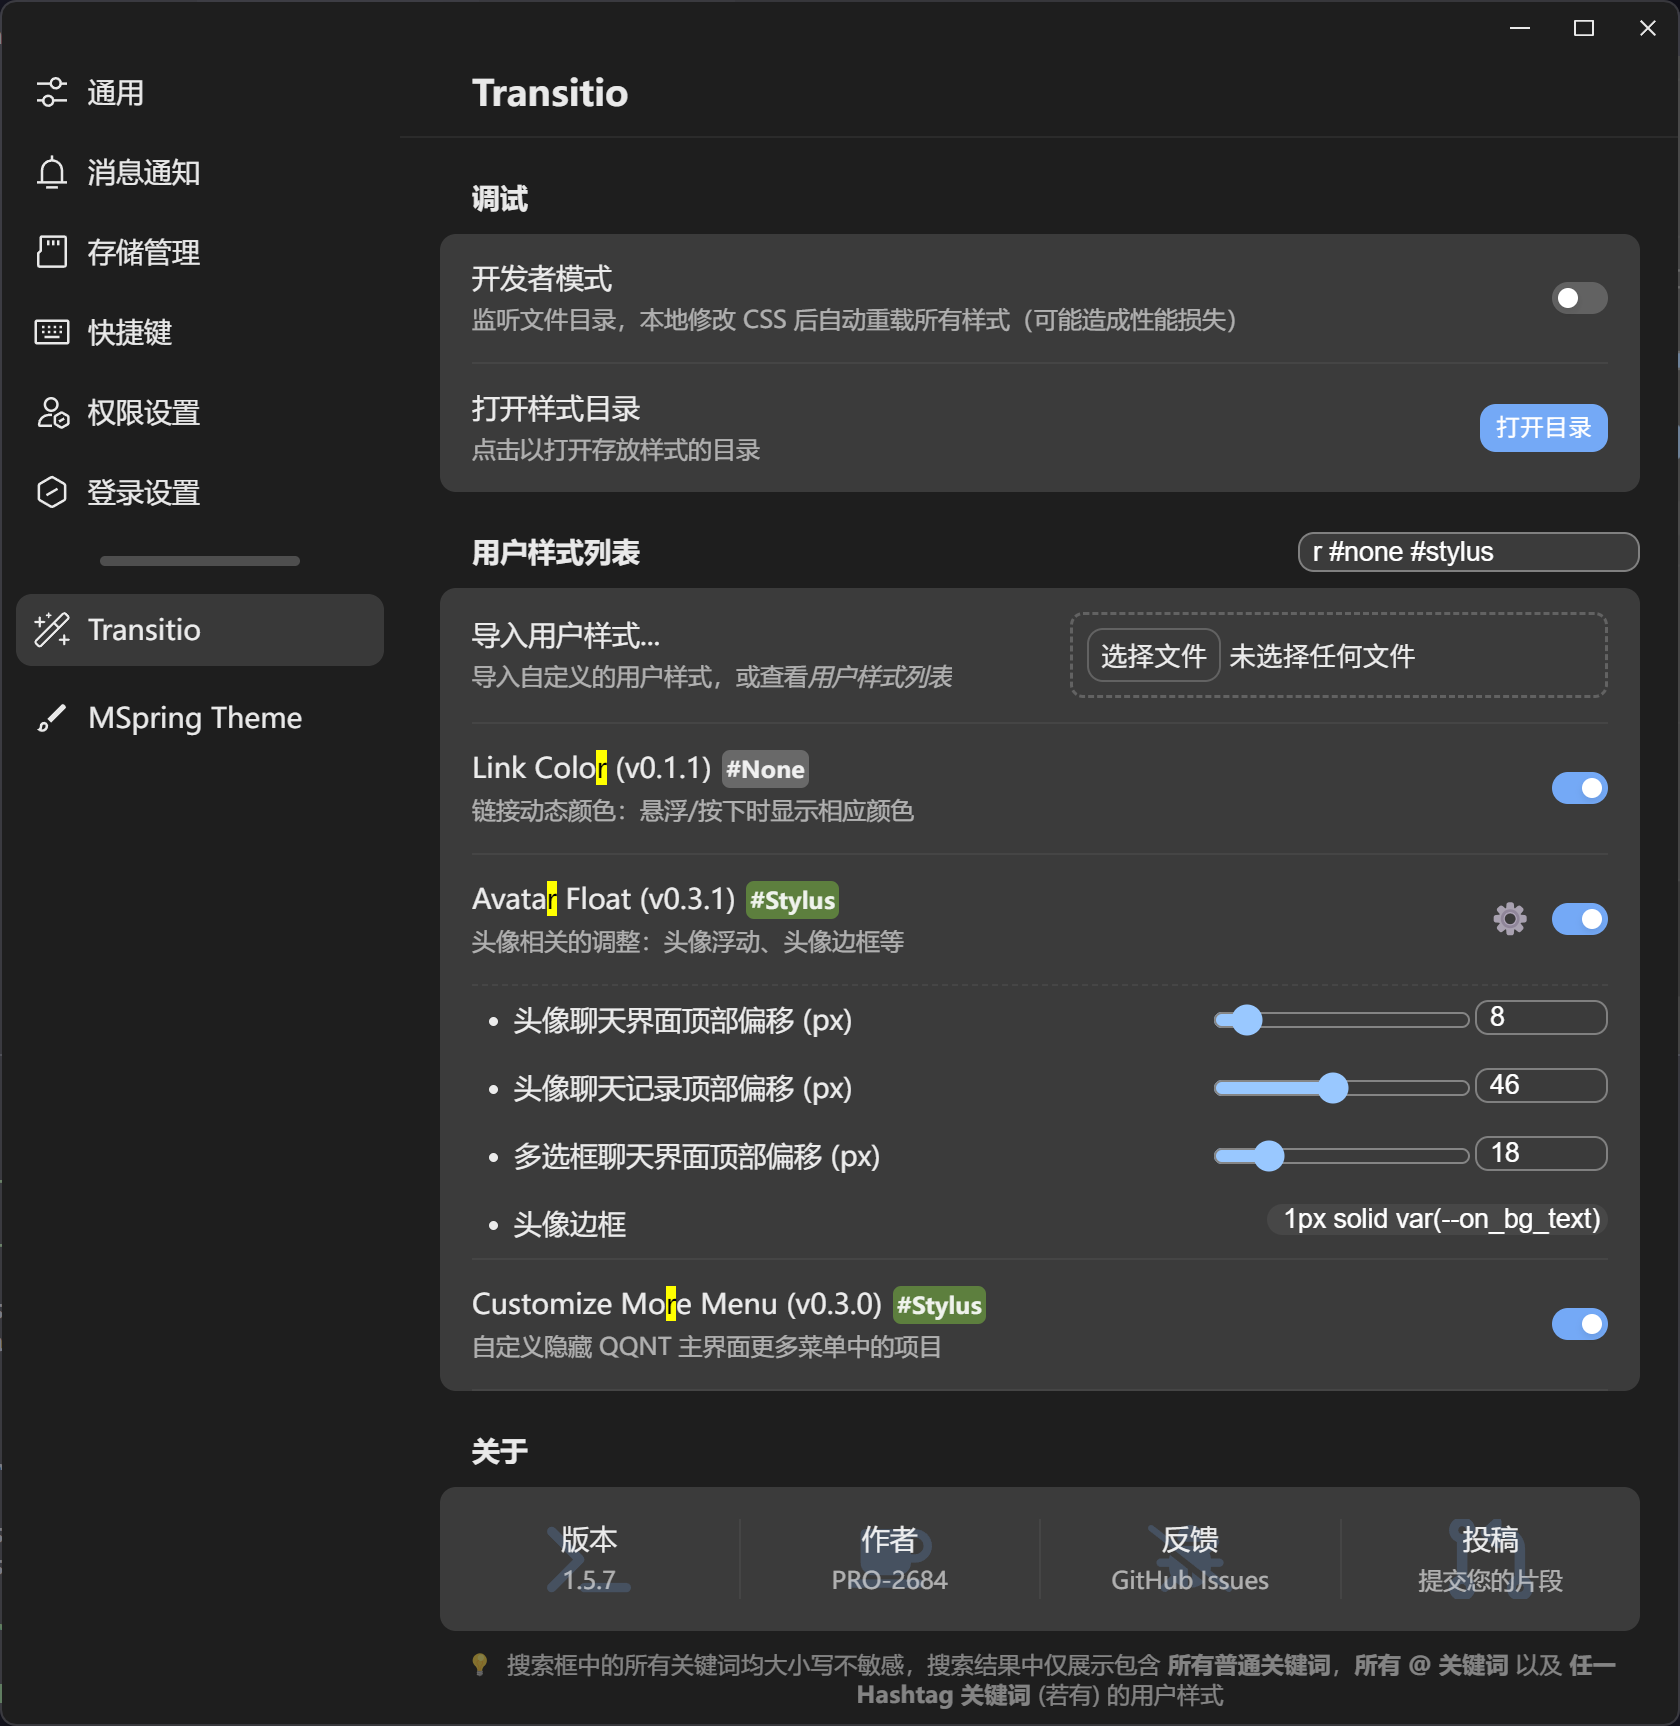 通用
消息通知
存储管理
快捷键
权限设置
登录设置
Transitio
MSpring Theme
Transitio
调试
开发者模式
监听文件目录，本地修改 CSS 后自动重载所有样式（可能造成性能损失）
打开样式目录
点击以打开存放样式的目录
打开目录
用户样式列表
r #none #stylus
导入用户样式...
导入自定义的用户样式，或查看用户样式列表
选择文件 未选择任何文件
Link Color (v0.1.1) #None
链接动态颜色：悬浮/按下时显示相应颜色
Avatar Float (v0.3.1) #Stylus
头像相关的调整：头像浮动、头像边框等
• 头像聊天界面顶部偏移 (px) 8
• 头像聊天记录顶部偏移 (px) 46
• 多选框聊天界面顶部偏移 (px) 18
• 头像边框 1px solid var(--on_bg_text)
Customize More Menu (v0.3.0) #Stylus
自定义隐藏 QQNT 主界面更多菜单中的项目
关于
版本
1.5.7
作者
PRO-2684
反馈
GitHub Issues
投稿
提交您的片段
搜索框中的所有关键词均大小写不敏感，搜索结果中仅展示包含 所有普通关键词，所有 @ 关键词 以及 任一
Hashtag 关键词 (若有) 的用户样式